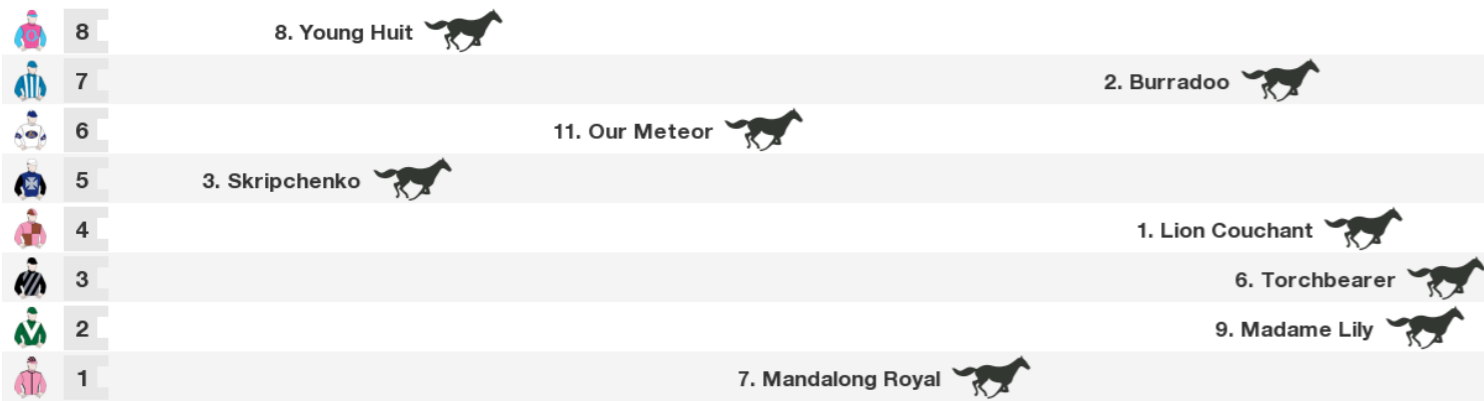 8 8. Young Huit
7 2. Burradoo
6 11. Our Meteor
5 3. Skripchenko
4 1. Lion Couchant
3 6. Torchbearer
2 9. Madame Lily
1 7. Mandalong Royal